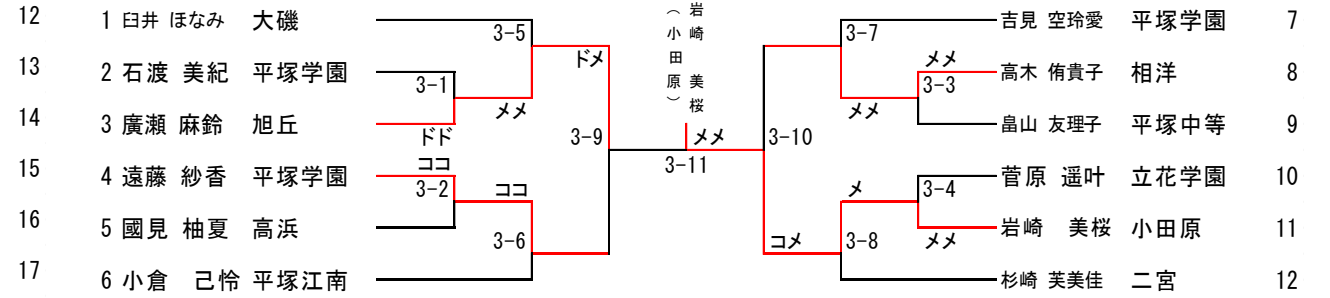 12 1 臼井 ほなみ 大磯
13 2 石渡 美紀 平塚学園
14 3 廣瀬 麻鈴 旭丘
15 4 遠藤 紗香 平塚学園
16 5 國見 柚夏 高浜
17 6 小倉 己怜 平塚江南
3-5
3-1
メメ
ドド
ココ
3-2
ココ
3-6
ドメ
3-9
岩崎 美桜
(小田原)
メメ
3-11
3-10
コメ
3-7
メメ
3-3
メメ
メ
3-4
3-8
メメ
吉見 空玲愛 平塚学園 7
高木 侑貴子 相洋 8
畠山 友理子 平塚中等 9
菅原 遥叶 立花学園 10
岩崎 美桜 小田原 11
杉崎 芙美佳 二宮 12